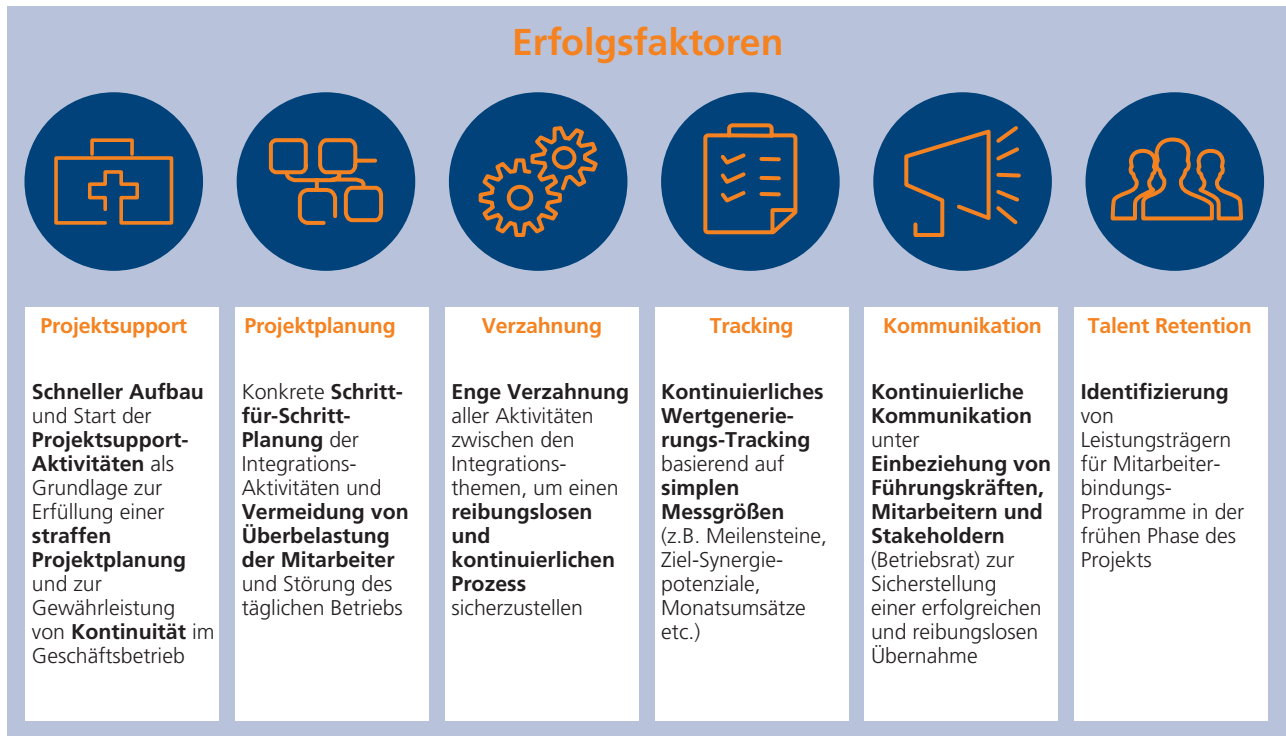 Erfolgsfaktoren
Projektsupport
Schneller Aufbau
und Start der
Projektsupport-
Aktivitäten als
Grundlage zur
Erfüllung einer
straffen
Projektplanung
und zur
Gewährleistung
von Kontinuität im
Geschäftsbetrieb
Projektplanung
Konkrete Schritt-
für-Schritt-
Planung der
Integrations-
Aktivitäten und
Vermeidung von
Überbelastung
der Mitarbeiter
und Störung des
täglichen Betriebs
Verzahnung
Enge Verzahnung
aller Aktivitäten
zwischen den
Integrations-
themen, um einen
reibungslosen
und
kontinuierlichen
Prozess
sicherzustellen
Tracking
Kontinuierliches
Wertgenerie-
rungs-Tracking
basierend auf
simplen
Messgrößen
(z.B. Meilensteine,
Ziel-Synergie-
potenziale,
Monatsumsätze
etc.)
Kommunikation
Kontinuierliche
Kommunikation
unter
Einbeziehung von
Führungskräften,
Mitarbeitern und
Stakeholdern
(Betriebsrat) zur
Sicherstellung
einer erfolgreichen
und reibungslosen
Übernahme
Talent Retention
Identifizierung
von
Leistungsträgern
für Mitarbeiter-
bindungs-
Programme in der
frühen Phase des
Projekts